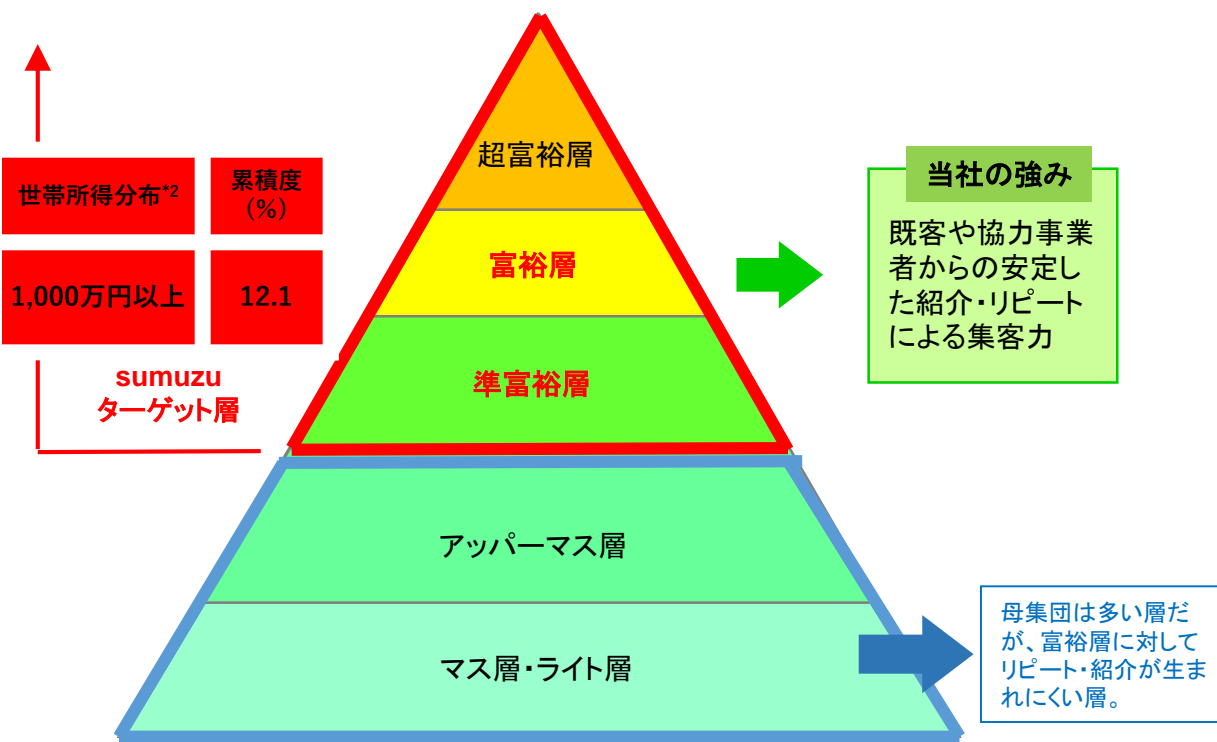 超富裕層
富裕層
準富裕層
アッパーマス層
マス層・ライト層
世帯所得分布*2
累積度
(%)
1,000万円以上
12.1
sumuzu
ターゲット層
当社の強み
既客や協力事業
者からの安定し
た紹介・リピート
による集客力
母集団は多い層だ
が、富裕層に対して
リピート・紹介が生ま
れにくい層。